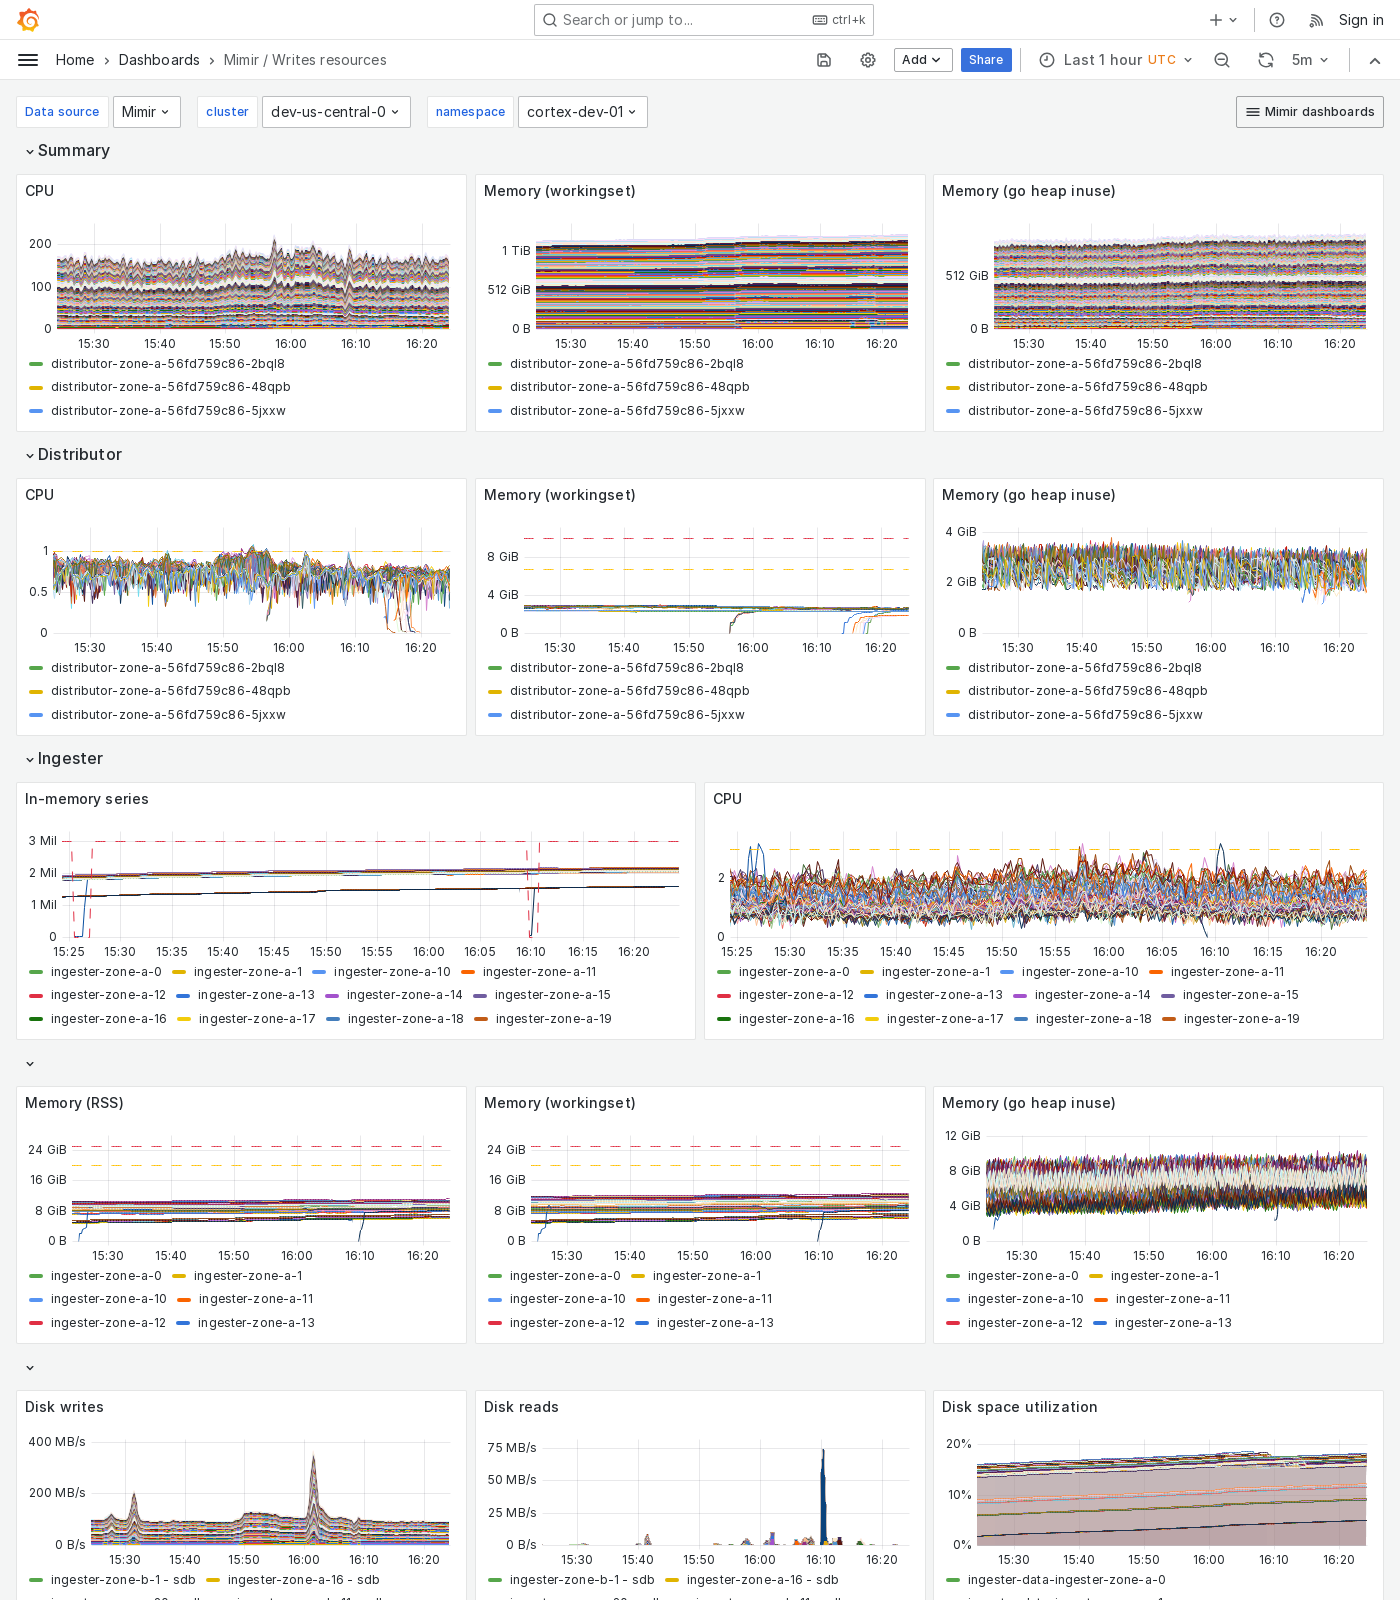 Search or jump to... ctrl+k Sign in
Home Dashboards Mimir / Writes resources Add Share Last 1 hour UTC 5m
Data source Mimir cluster dev-us-central-0 namespace cortex-dev-01 Mimir dashboards
Summary
CPU
200
100
0
15:30 15:40 15:50 16:00 16:10 16:20
distributor-zone-a-56fd759c86-2bql8
distributor-zone-a-56fd759c86-48qpb
distributor-zone-a-56fd759c86-5jxxw
Memory (workingset)
1 TiB
512 GiB
0 B
15:30 15:40 15:50 16:00 16:10 16:20
distributor-zone-a-56fd759c86-2bql8
distributor-zone-a-56fd759c86-48qpb
distributor-zone-a-56fd759c86-5jxxw
Memory (go heap inuse)
512 GiB
0 B
15:30 15:40 15:50 16:00 16:10 16:20
distributor-zone-a-56fd759c86-2bql8
distributor-zone-a-56fd759c86-48qpb
distributor-zone-a-56fd759c86-5jxxw
Distributor
CPU
1
0.5
0
15:30 15:40 15:50 16:00 16:10 16:20
distributor-zone-a-56fd759c86-2bql8
distributor-zone-a-56fd759c86-48qpb
distributor-zone-a-56fd759c86-5jxxw
Memory (workingset)
8 GiB
4 GiB
0 B
15:30 15:40 15:50 16:00 16:10 16:20
distributor-zone-a-56fd759c86-2bql8
distributor-zone-a-56fd759c86-48qpb
distributor-zone-a-56fd759c86-5jxxw
Memory (go heap inuse)
4 GiB
2 GiB
0 B
15:30 15:40 15:50 16:00 16:10 16:20
distributor-zone-a-56fd759c86-2bql8
distributor-zone-a-56fd759c86-48qpb
distributor-zone-a-56fd759c86-5jxxw
Ingester
In-memory series
3 Mil
2 Mil
1 Mil
0
15:25 15:30 15:35 15:40 15:45 15:50 15:55 16:00 16:05 16:10 16:15 16:20
ingester-zone-a-0 ingester-zone-a-1 ingester-zone-a-10 ingester-zone-a-11
ingester-zone-a-12 ingester-zone-a-13 ingester-zone-a-14 ingester-zone-a-15
ingester-zone-a-16 ingester-zone-a-17 ingester-zone-a-18 ingester-zone-a-19
CPU
2
0
15:25 15:30 15:35 15:40 15:45 15:50 15:55 16:00 16:05 16:10 16:15 16:20
ingester-zone-a-0 ingester-zone-a-1 ingester-zone-a-10 ingester-zone-a-11
ingester-zone-a-12 ingester-zone-a-13 ingester-zone-a-14 ingester-zone-a-15
ingester-zone-a-16 ingester-zone-a-17 ingester-zone-a-18 ingester-zone-a-19
Memory (RSS)
24 GiB
16 GiB
8 GiB
0 B
15:30 15:40 15:50 16:00 16:10 16:20
ingester-zone-a-0 ingester-zone-a-1
ingester-zone-a-10 ingester-zone-a-11
ingester-zone-a-12 ingester-zone-a-13
Memory (workingset)
24 GiB
16 GiB
8 GiB
0 B
15:30 15:40 15:50 16:00 16:10 16:20
ingester-zone-a-0 ingester-zone-a-1
ingester-zone-a-10 ingester-zone-a-11
ingester-zone-a-12 ingester-zone-a-13
Memory (go heap inuse)
12 GiB
8 GiB
4 GiB
0 B
15:30 15:40 15:50 16:00 16:10 16:20
ingester-zone-a-0 ingester-zone-a-1
ingester-zone-a-10 ingester-zone-a-11
ingester-zone-a-12 ingester-zone-a-13
Disk writes
400 MB/s
200 MB/s
0 B/s
15:30 15:40 15:50 16:00 16:10 16:20
ingester-zone-b-1 - sdb ingester-zone-a-16 - sdb
Disk reads
75 MB/s
50 MB/s
25 MB/s
0 B/s
15:30 15:40 15:50 16:00 16:10 16:20
ingester-zone-b-1 - sdb ingester-zone-a-16 - sdb
Disk space utilization
20%
10%
0%
15:30 15:40 15:50 16:00 16:10 16:20
ingester-data-ingester-zone-a-0